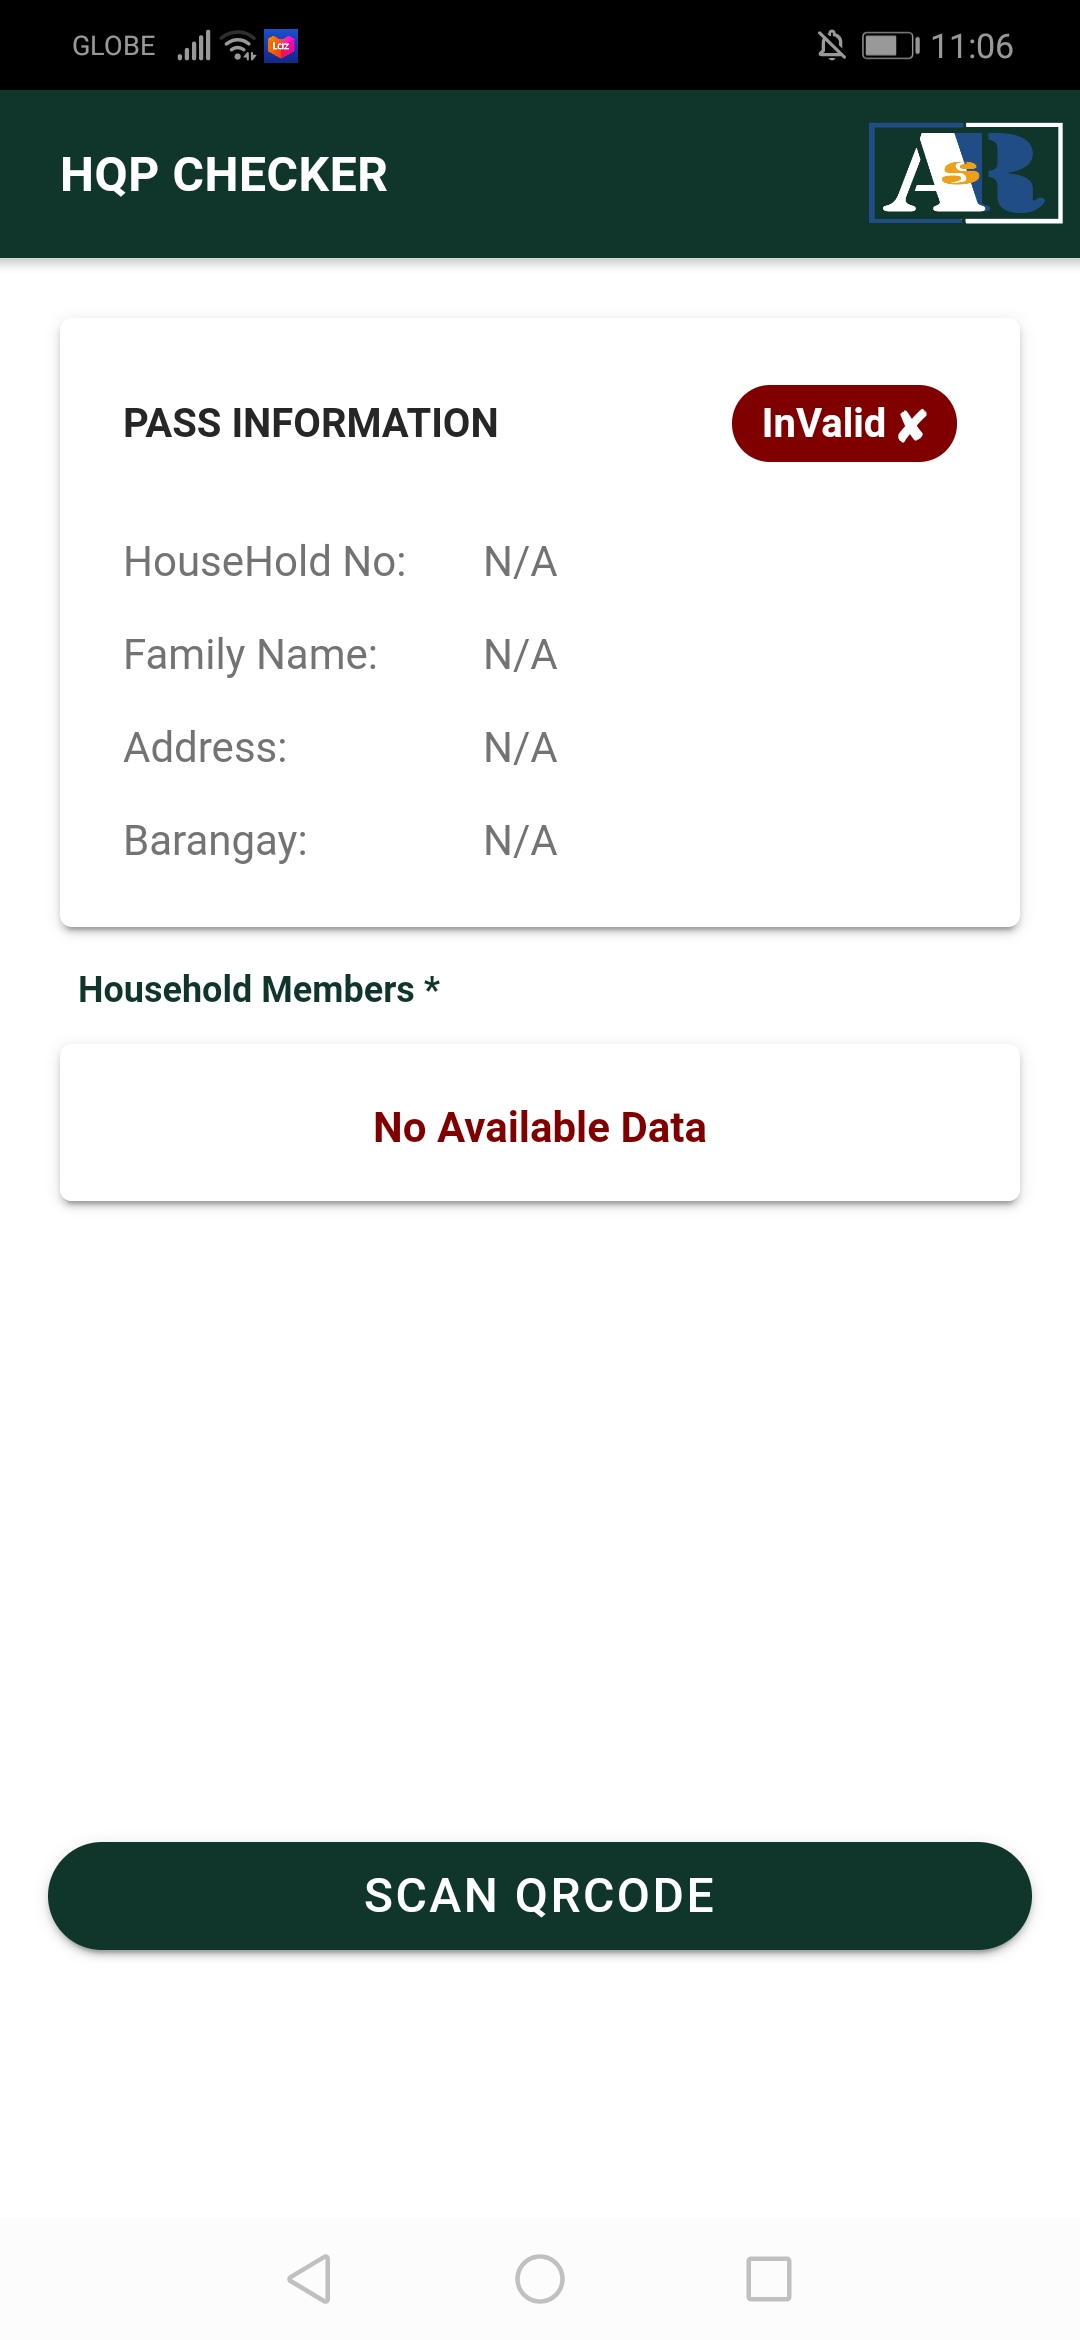 GLOBE Laz 11:06
HQP CHECKER
AsR
PASS INFORMATION InValid ✘
HouseHold No: N/A
Family Name: N/A
Address: N/A
Barangay: N/A
Household Members *
No Available Data
SCAN QRCODE